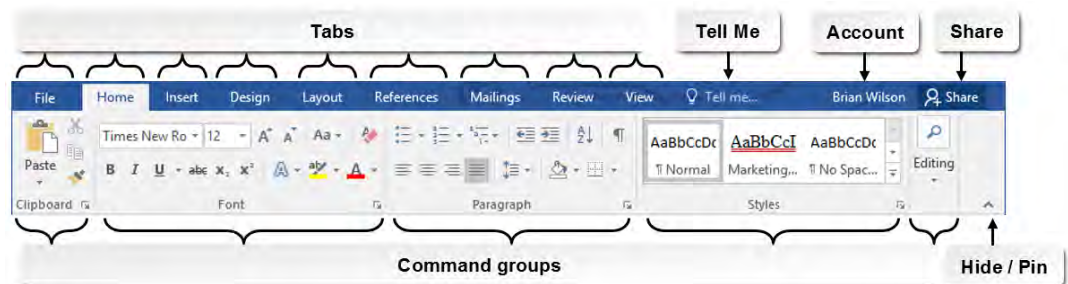 Tabs Tell Me Account Share
File Home Insert Design Layout References Mailings Review View Tell me... Brian Wilson Share
Times New Ro 12 A A Aa
AaBbCcDc AaBbCcI AaBbCcDc
Paste B I U abc x₂ x² A aby A Editing
¶ Normal Marketing... ¶ No Spac...
Clipboard Font Paragraph Styles
Command groups Hide / Pin